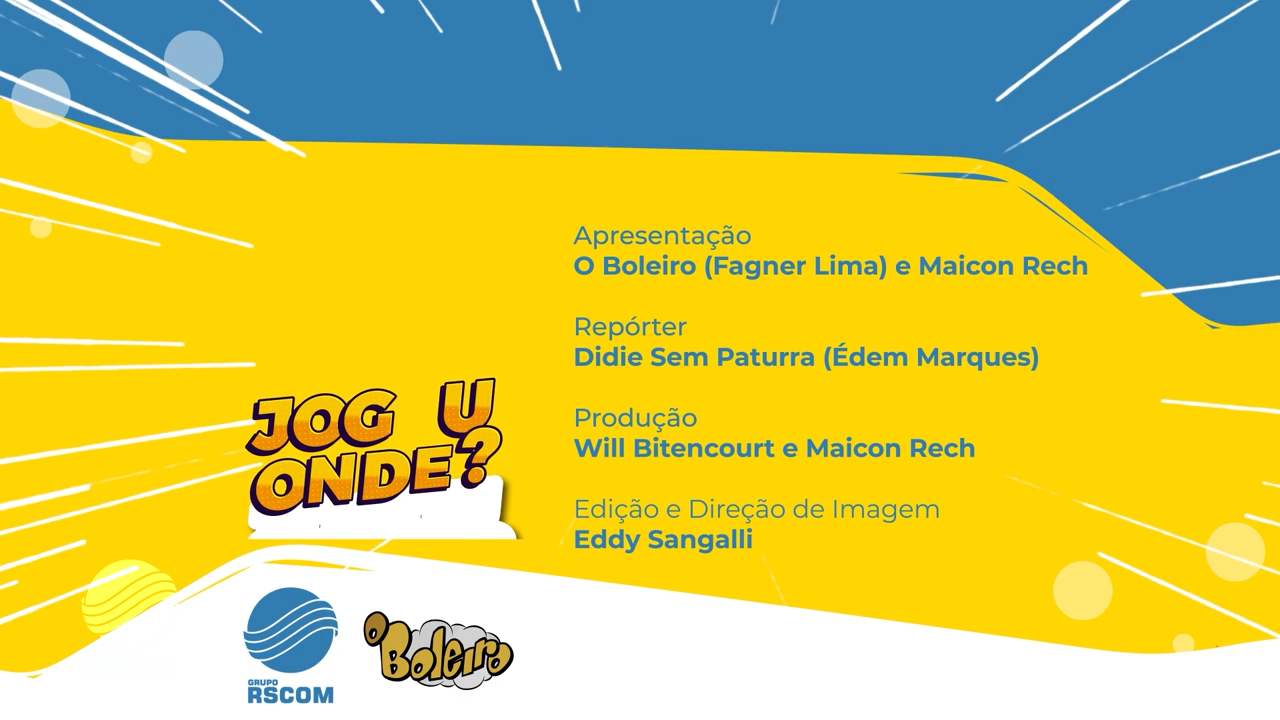 Apresentação
O Boleiro (Fagner Lima) e Maicon Rech
Repórter
Didie Sem Paturra (Édem Marques)
Produção
Will Bitencourt e Maicon Rech
Edição e Direção de Imagem
Eddy Sangalli
JOG U
ONDE?
GRUPO
RSCOM
O Boleiro